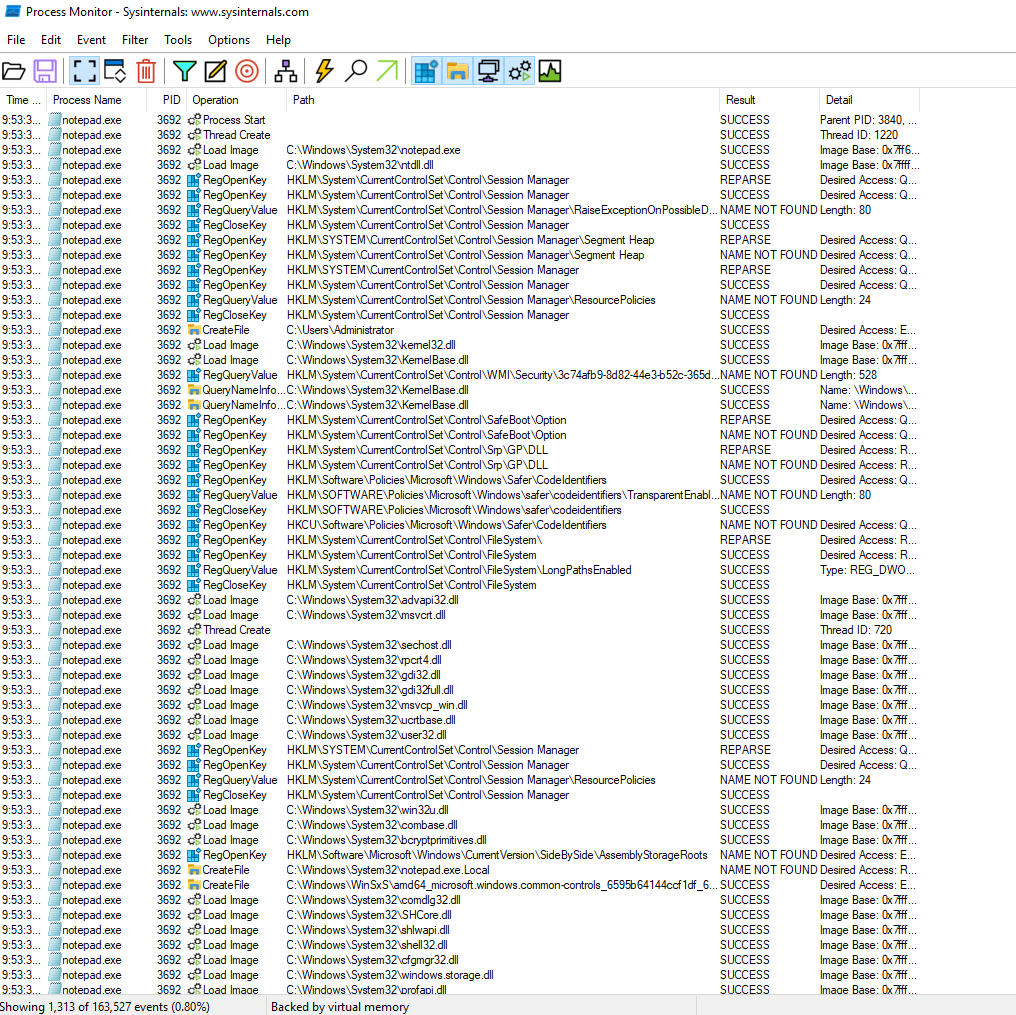 Process Monitor - Sysinternals: www.sysinternals.com
File Edit Event Filter Tools Options Help
Time ... Process Name PID Operation Path Result Detail
9:53:3... notepad.exe 3692 Process Start SUCCESS Parent PID: 3840, ...
9:53:3... notepad.exe 3692 Thread Create SUCCESS Thread ID: 1220
9:53:3... notepad.exe 3692 Load Image C:\Windows\System32\notepad.exe SUCCESS Image Base: 0x7ff6...
9:53:3... notepad.exe 3692 Load Image C:\Windows\System32\ntdll.dll SUCCESS Image Base: 0x7ffff...
9:53:3... notepad.exe 3692 RegOpenKey HKLM\System\CurrentControlSet\Control\Session Manager REPARSE Desired Access: Q...
9:53:3... notepad.exe 3692 RegOpenKey HKLM\System\CurrentControlSet\Control\Session Manager SUCCESS Desired Access: Q...
9:53:3... notepad.exe 3692 RegQueryValue HKLM\System\CurrentControlSet\Control\Session Manager\RaiseExceptionOnPossibleD... NAME NOT FOUND Length: 80
9:53:3... notepad.exe 3692 RegCloseKey HKLM\System\CurrentControlSet\Control\Session Manager SUCCESS
9:53:3... notepad.exe 3692 RegOpenKey HKLM\SYSTEM\CurrentControlSet\Control\Session Manager\Segment Heap REPARSE Desired Access: Q...
9:53:3... notepad.exe 3692 RegOpenKey HKLM\System\CurrentControlSet\Control\Session Manager\Segment Heap NAME NOT FOUND Desired Access: Q...
9:53:3... notepad.exe 3692 RegOpenKey HKLM\SYSTEM\CurrentControlSet\Control\Session Manager REPARSE Desired Access: Q...
9:53:3... notepad.exe 3692 RegOpenKey HKLM\System\CurrentControlSet\Control\Session Manager SUCCESS Desired Access: Q...
9:53:3... notepad.exe 3692 RegQueryValue HKLM\System\CurrentControlSet\Control\Session Manager\ResourcePolicies NAME NOT FOUND Length: 24
9:53:3... notepad.exe 3692 RegCloseKey HKLM\System\CurrentControlSet\Control\Session Manager SUCCESS
9:53:3... notepad.exe 3692 CreateFile C:\Users\Administrator SUCCESS Desired Access: E...
9:53:3... notepad.exe 3692 Load Image C:\Windows\System32\kernel32.dll SUCCESS Image Base: 0x7fff...
9:53:3... notepad.exe 3692 Load Image C:\Windows\System32\KernelBase.dll SUCCESS Image Base: 0x7fff...
9:53:3... notepad.exe 3692 RegQueryValue HKLM\System\CurrentControlSet\Control\WMI\Security\3c74afb9-8d82-44e3-b52c-365d... NAME NOT FOUND Length: 528
9:53:3... notepad.exe 3692 QueryNameInfo... C:\Windows\System32\KernelBase.dll SUCCESS Name: \Windows\...
9:53:3... notepad.exe 3692 QueryNameInfo... C:\Windows\System32\KernelBase.dll SUCCESS Name: \Windows\...
9:53:3... notepad.exe 3692 RegOpenKey HKLM\System\CurrentControlSet\Control\SafeBoot\Option REPARSE Desired Access: Q...
9:53:3... notepad.exe 3692 RegOpenKey HKLM\System\CurrentControlSet\Control\SafeBoot\Option NAME NOT FOUND Desired Access: Q...
9:53:3... notepad.exe 3692 RegOpenKey HKLM\System\CurrentControlSet\Control\Srp\GP\DLL REPARSE Desired Access: R...
9:53:3... notepad.exe 3692 RegOpenKey HKLM\System\CurrentControlSet\Control\Srp\GP\DLL NAME NOT FOUND Desired Access: R...
9:53:3... notepad.exe 3692 RegOpenKey HKLM\Software\Policies\Microsoft\Windows\Safer\CodeIdentifiers SUCCESS Desired Access: Q...
9:53:3... notepad.exe 3692 RegQueryValue HKLM\SOFTWARE\Policies\Microsoft\Windows\safer\codeidentifiers\TransparentEnabl... NAME NOT FOUND Length: 80
9:53:3... notepad.exe 3692 RegCloseKey HKLM\SOFTWARE\Policies\Microsoft\Windows\safer\codeidentifiers SUCCESS
9:53:3... notepad.exe 3692 RegOpenKey HKCU\Software\Policies\Microsoft\Windows\Safer\CodeIdentifiers NAME NOT FOUND Desired Access: Q...
9:53:3... notepad.exe 3692 RegOpenKey HKLM\System\CurrentControlSet\Control\FileSystem\ REPARSE Desired Access: R...
9:53:3... notepad.exe 3692 RegOpenKey HKLM\System\CurrentControlSet\Control\FileSystem SUCCESS Desired Access: R...
9:53:3... notepad.exe 3692 RegQueryValue HKLM\System\CurrentControlSet\Control\FileSystem\LongPathsEnabled SUCCESS Type: REG_DWO...
9:53:3... notepad.exe 3692 RegCloseKey HKLM\System\CurrentControlSet\Control\FileSystem SUCCESS
9:53:3... notepad.exe 3692 Load Image C:\Windows\System32\advapi32.dll SUCCESS Image Base: 0x7fff...
9:53:3... notepad.exe 3692 Load Image C:\Windows\System32\msvcrt.dll SUCCESS Image Base: 0x7fff...
9:53:3... notepad.exe 3692 Thread Create SUCCESS Thread ID: 720
9:53:3... notepad.exe 3692 Load Image C:\Windows\System32\sechost.dll SUCCESS Image Base: 0x7fff...
9:53:3... notepad.exe 3692 Load Image C:\Windows\System32\rpcrt4.dll SUCCESS Image Base: 0x7fff...
9:53:3... notepad.exe 3692 Load Image C:\Windows\System32\gdi32.dll SUCCESS Image Base: 0x7fff...
9:53:3... notepad.exe 3692 Load Image C:\Windows\System32\gdi32full.dll SUCCESS Image Base: 0x7fff...
9:53:3... notepad.exe 3692 Load Image C:\Windows\System32\msvcp_win.dll SUCCESS Image Base: 0x7fff...
9:53:3... notepad.exe 3692 Load Image C:\Windows\System32\ucrtbase.dll SUCCESS Image Base: 0x7fff...
9:53:3... notepad.exe 3692 Load Image C:\Windows\System32\user32.dll SUCCESS Image Base: 0x7fff...
9:53:3... notepad.exe 3692 RegOpenKey HKLM\SYSTEM\CurrentControlSet\Control\Session Manager REPARSE Desired Access: Q...
9:53:3... notepad.exe 3692 RegOpenKey HKLM\System\CurrentControlSet\Control\Session Manager SUCCESS Desired Access: Q...
9:53:3... notepad.exe 3692 RegQueryValue HKLM\System\CurrentControlSet\Control\Session Manager\ResourcePolicies NAME NOT FOUND Length: 24
9:53:3... notepad.exe 3692 RegCloseKey HKLM\System\CurrentControlSet\Control\Session Manager SUCCESS
9:53:3... notepad.exe 3692 Load Image C:\Windows\System32\win32u.dll SUCCESS Image Base: 0x7fff...
9:53:3... notepad.exe 3692 Load Image C:\Windows\System32\combase.dll SUCCESS Image Base: 0x7fff...
9:53:3... notepad.exe 3692 Load Image C:\Windows\System32\bcryptprimitives.dll SUCCESS Image Base: 0x7fff...
9:53:3... notepad.exe 3692 RegOpenKey HKLM\Software\Microsoft\Windows\CurrentVersion\SideBySide\AssemblyStorageRoots NAME NOT FOUND Desired Access: E...
9:53:3... notepad.exe 3692 CreateFile C:\Windows\System32\notepad.exe.Local NAME NOT FOUND Desired Access: R...
9:53:3... notepad.exe 3692 CreateFile C:\Windows\WinSxS\amd64_microsoft.windows.common-controls_6595b64144ccf1df_6... SUCCESS Desired Access: E...
9:53:3... notepad.exe 3692 Load Image C:\Windows\System32\comdlg32.dll SUCCESS Image Base: 0x7fff...
9:53:3... notepad.exe 3692 Load Image C:\Windows\System32\SHCore.dll SUCCESS Image Base: 0x7fff...
9:53:3... notepad.exe 3692 Load Image C:\Windows\System32\shlwapi.dll SUCCESS Image Base: 0x7fff...
9:53:3... notepad.exe 3692 Load Image C:\Windows\System32\shell32.dll SUCCESS Image Base: 0x7fff...
9:53:3... notepad.exe 3692 Load Image C:\Windows\System32\cfgmgr32.dll SUCCESS Image Base: 0x7fff...
9:53:3... notepad.exe 3692 Load Image C:\Windows\System32\windows.storage.dll SUCCESS Image Base: 0x7fff...
9:53:3... notepad.exe 3692 Load Image C:\Windows\System32\profapi.dll SUCCESS Image Base: 0x7fff...
Showing 1,313 of 163,527 events (0.80%) Backed by virtual memory